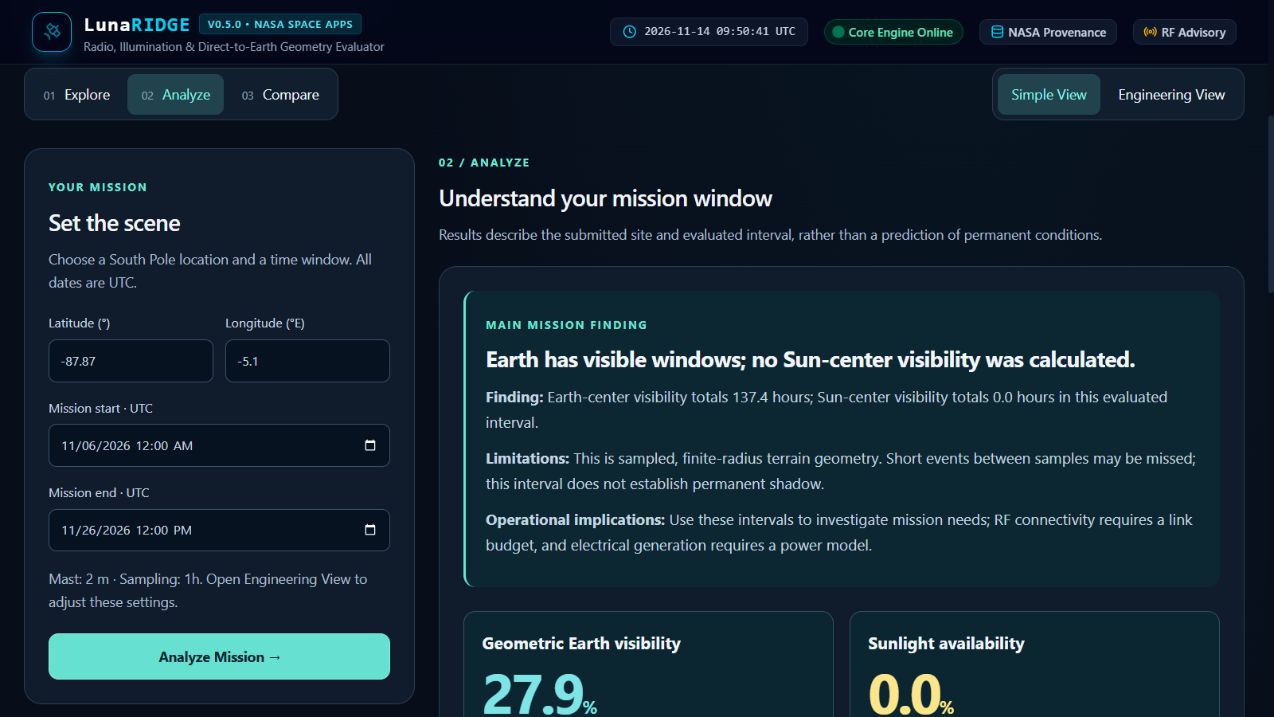 LunaRIDGE V0.5.0 • NASA SPACE APPS
Radio, Illumination & Direct-to-Earth Geometry Evaluator
2026-11-14 09:50:41 UTC
Core Engine Online
NASA Provenance
RF Advisory
01 Explore
02 Analyze
03 Compare
Simple View
Engineering View
YOUR MISSION
Set the scene
Choose a South Pole location and a time window. All
dates are UTC.
Latitude (°) Longitude (°E)
-87.87 -5.1
Mission start · UTC
11/06/2026 12:00 AM
Mission end · UTC
11/26/2026 12:00 PM
Mast: 2 m · Sampling: 1h. Open Engineering View to
adjust these settings.
Analyze Mission →
02 / ANALYZE
Understand your mission window
Results describe the submitted site and evaluated interval, rather than a prediction of permanent conditions.
MAIN MISSION FINDING
Earth has visible windows; no Sun-center visibility was calculated.
Finding: Earth-center visibility totals 137.4 hours; Sun-center visibility totals 0.0 hours in this evaluated
interval.
Limitations: This is sampled, finite-radius terrain geometry. Short events between samples may be missed;
this interval does not establish permanent shadow.
Operational implications: Use these intervals to investigate mission needs; RF connectivity requires a link
budget, and electrical generation requires a power model.
Geometric Earth visibility
27.9%
Sunlight availability
0.0%